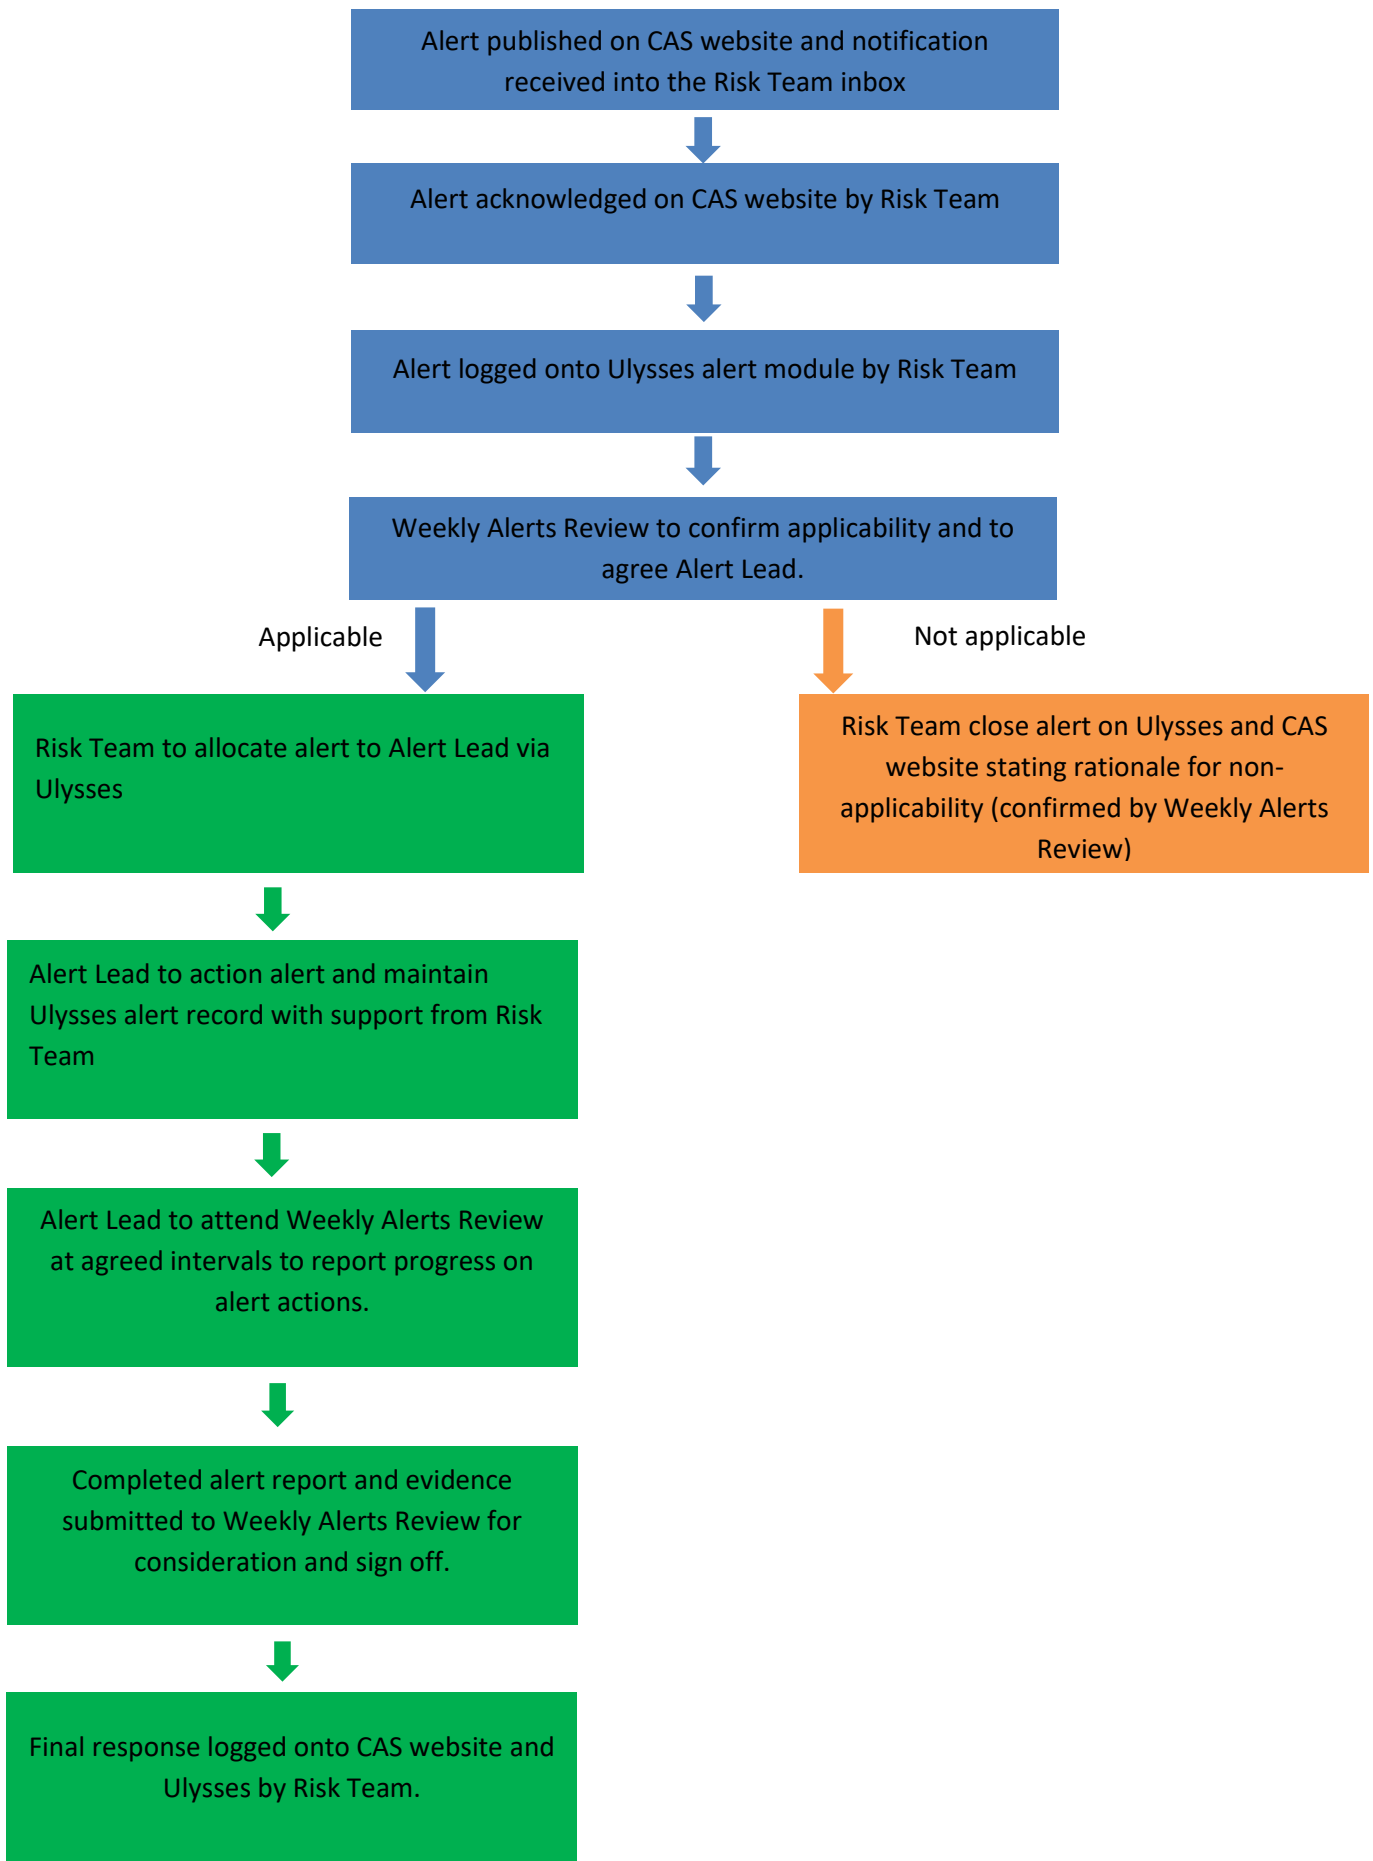 Alert published on CAS website and notification
received into the Risk Team inbox
Alert acknowledged on CAS website by Risk Team
Alert logged onto Ulysses alert module by Risk Team
Weekly Alerts Review to confirm applicability and to
agree Alert Lead.
Applicable
Not applicable
Risk Team to allocate alert to Alert Lead via
Ulysses
Risk Team close alert on Ulysses and CAS
website stating rationale for non-
applicability (confirmed by Weekly Alerts
Review)
Alert Lead to action alert and maintain
Ulysses alert record with support from Risk
Team
Alert Lead to attend Weekly Alerts Review
at agreed intervals to report progress on
alert actions.
Completed alert report and evidence
submitted to Weekly Alerts Review for
consideration and sign off.
Final response logged onto CAS website and
Ulysses by Risk Team.